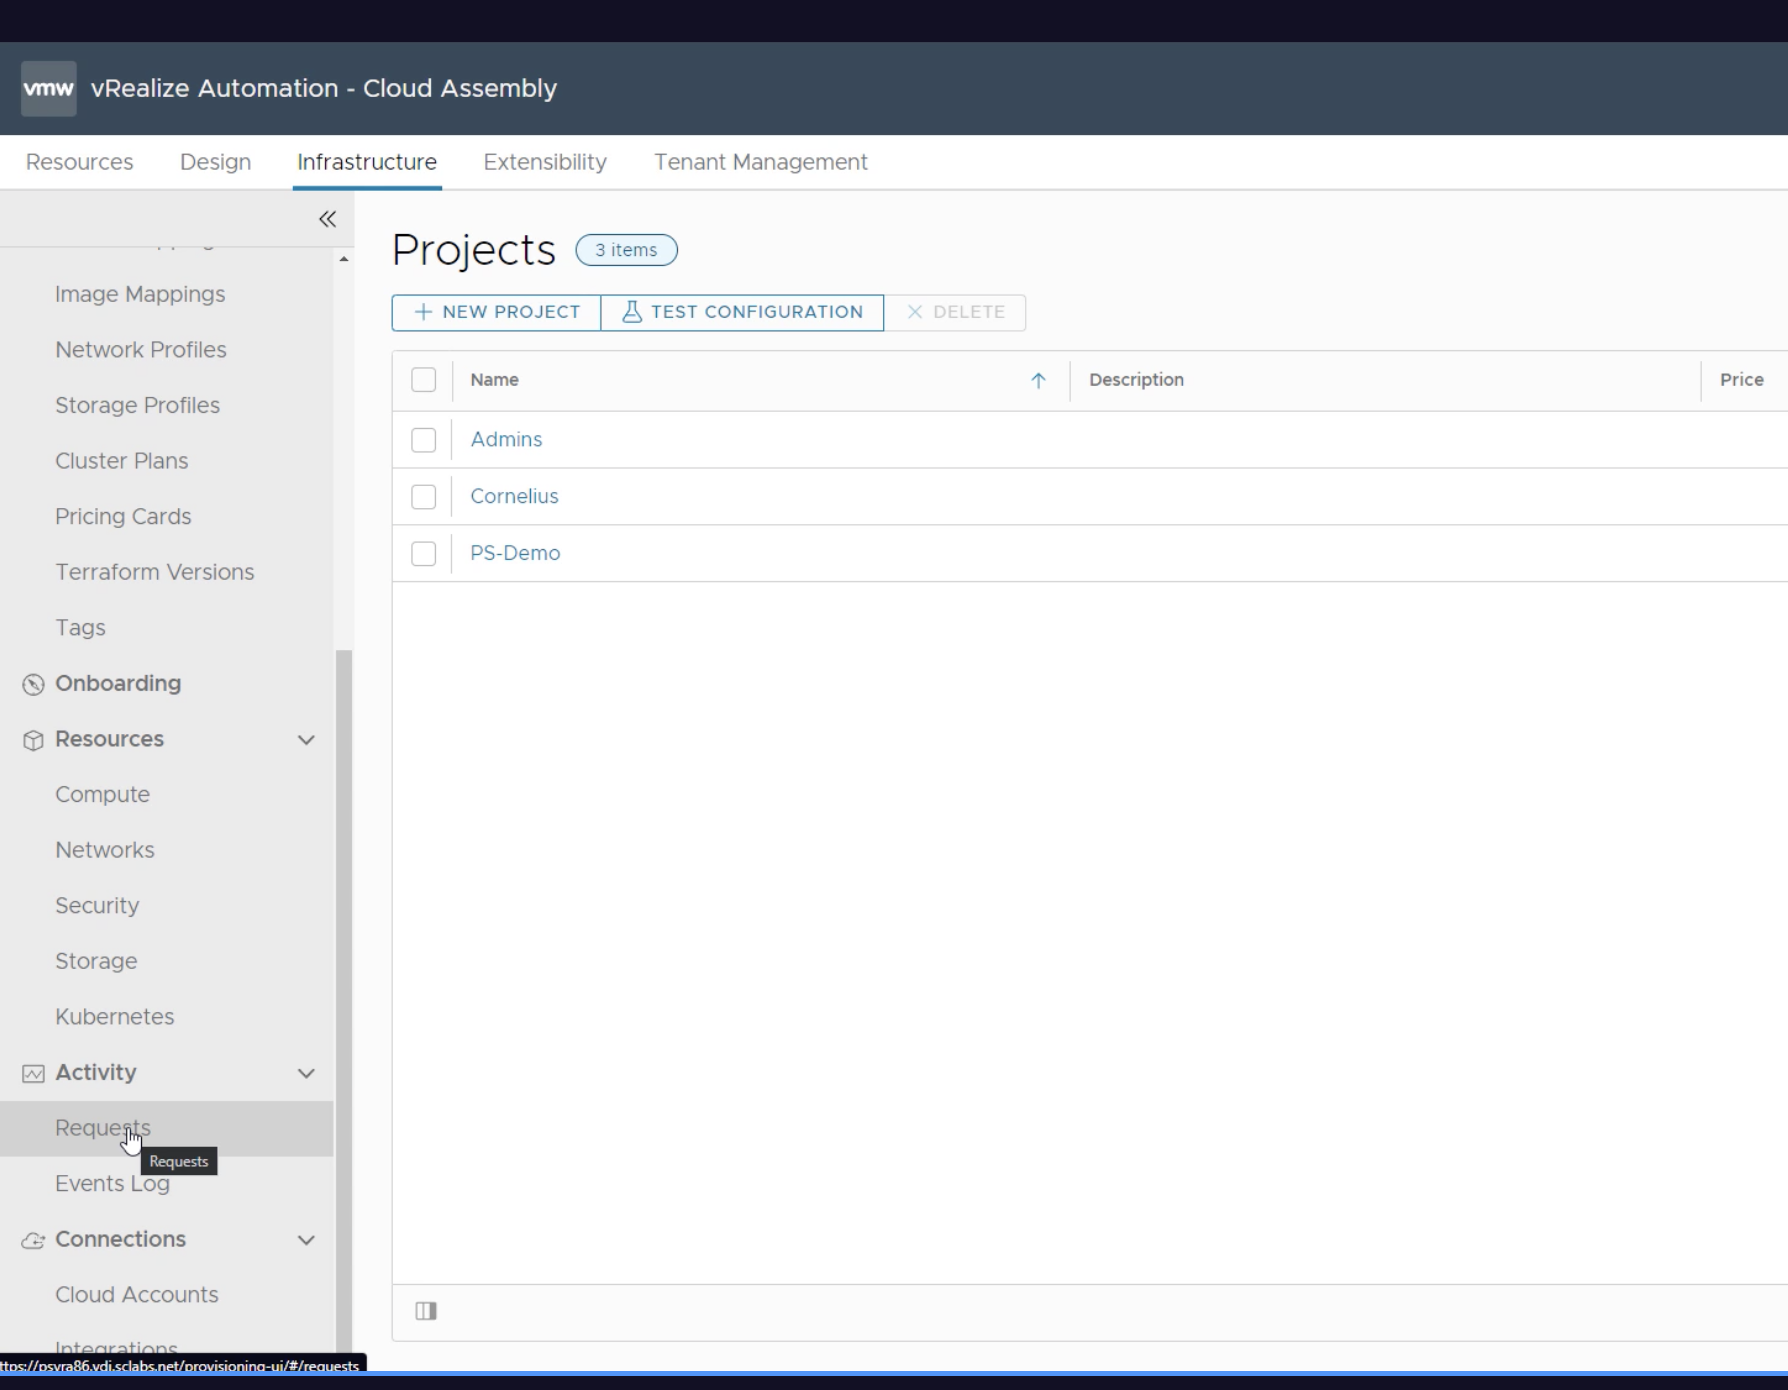 vmw vRealize Automation - Cloud Assembly
Resources Design Infrastructure Extensibility Tenant Management
Image Mappings
Network Profiles
Storage Profiles
Cluster Plans
Pricing Cards
Terraform Versions
Tags
Onboarding
Resources
Compute
Networks
Security
Storage
Kubernetes
Activity
Requests
Requests
Events Log
Connections
Cloud Accounts
Integrations
ttps://psvra86.vdi.sclabs.net/provisioning-ui/#/requests
Projects 3 items
NEW PROJECT TEST CONFIGURATION DELETE
Name Description Price
Admins
Cornelius
PS-Demo